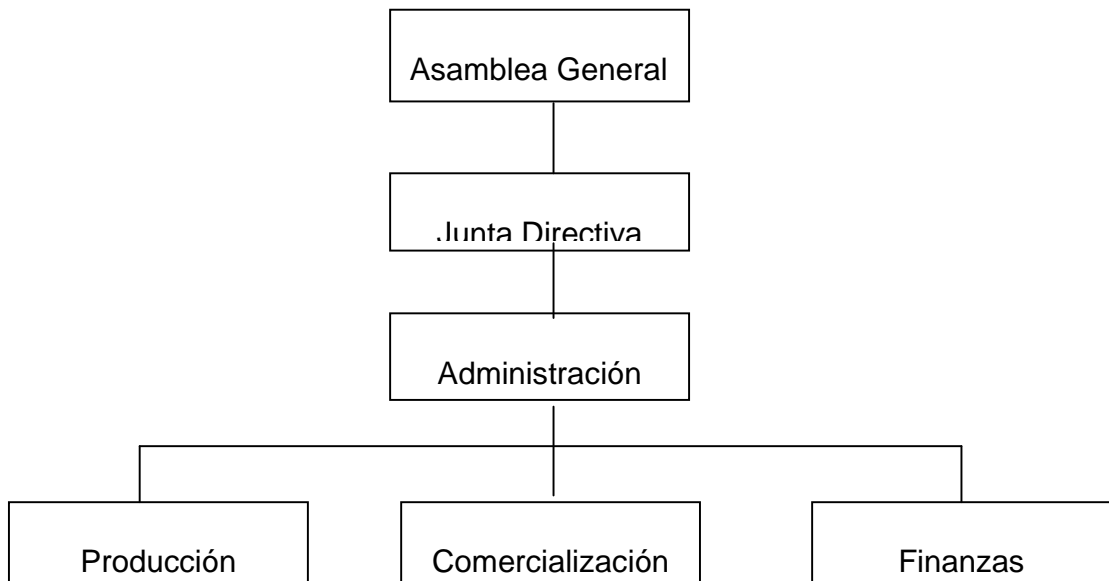 Asamblea General
Junta Directiva
Administración
Producción
Comercialización
Finanzas